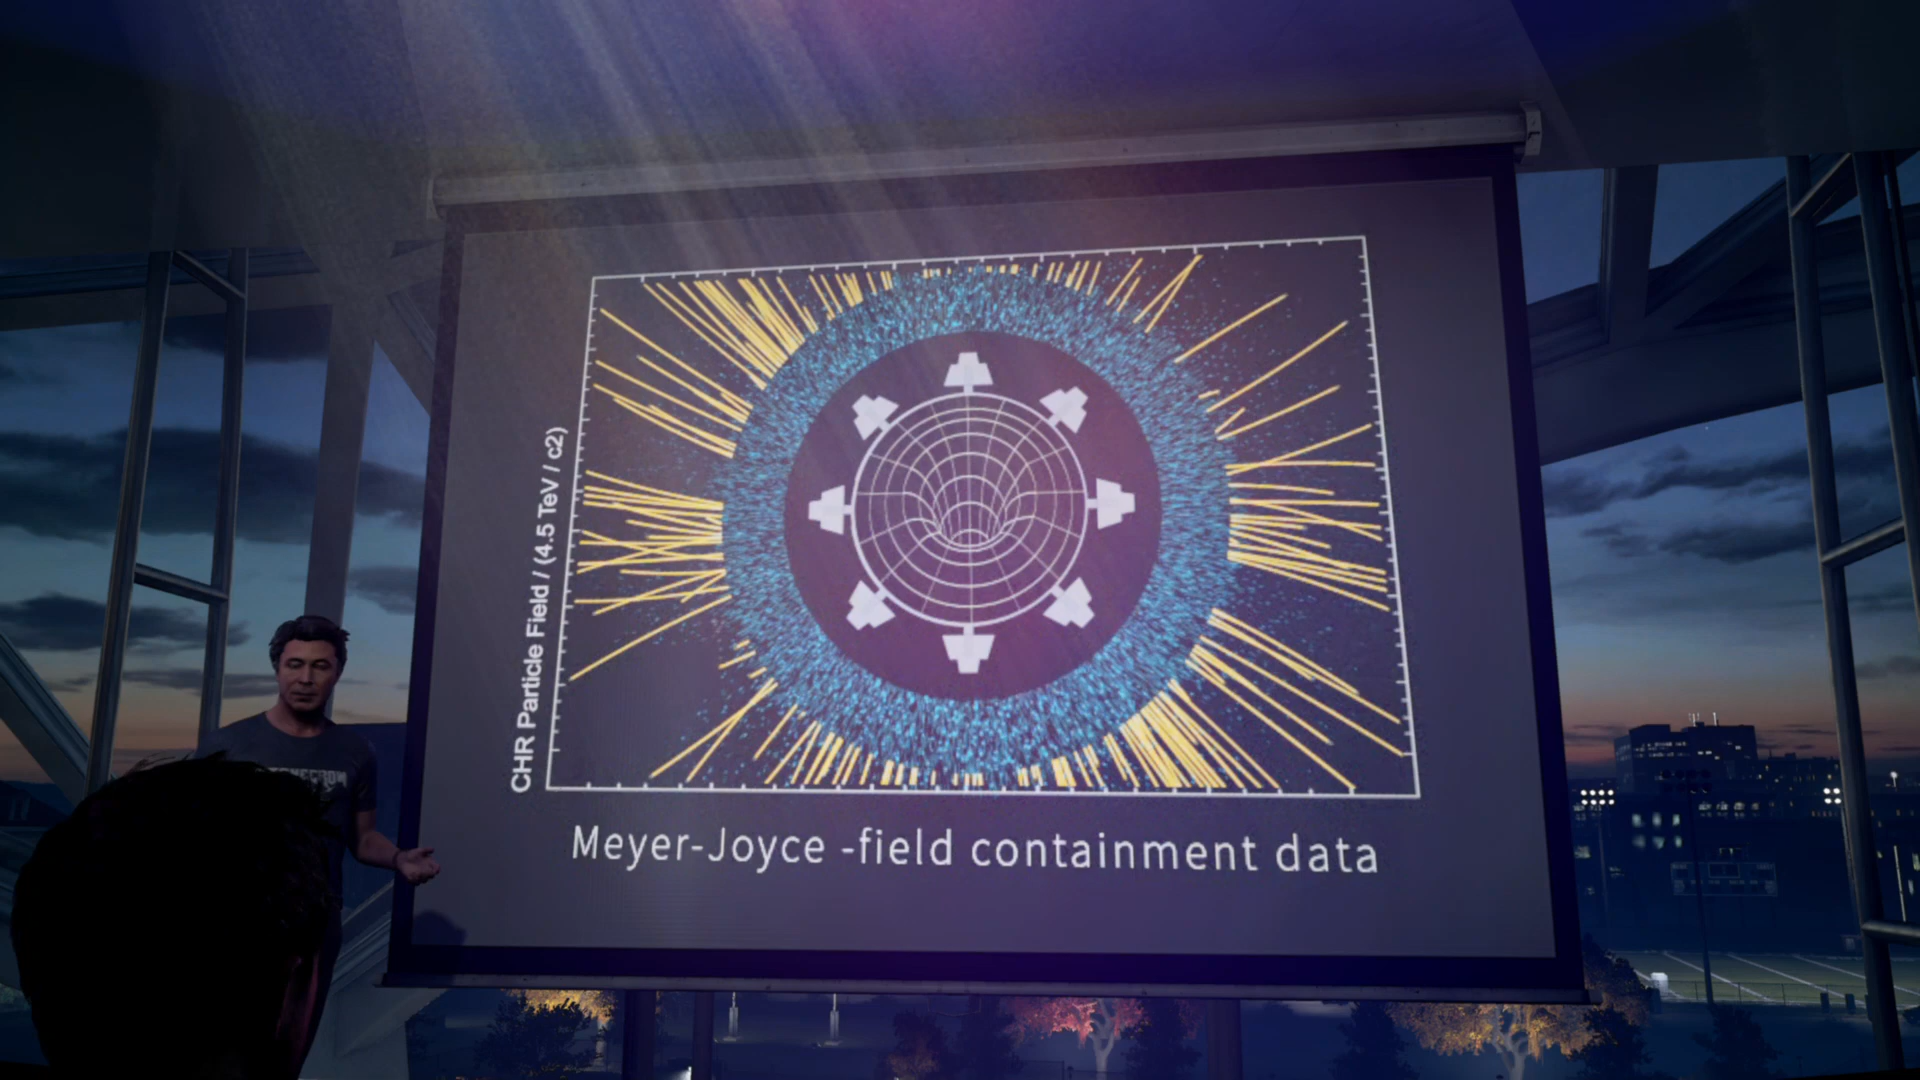 CHR Particle Field / (4.5 TeV / c2)
Meyer-Joyce -field containment data